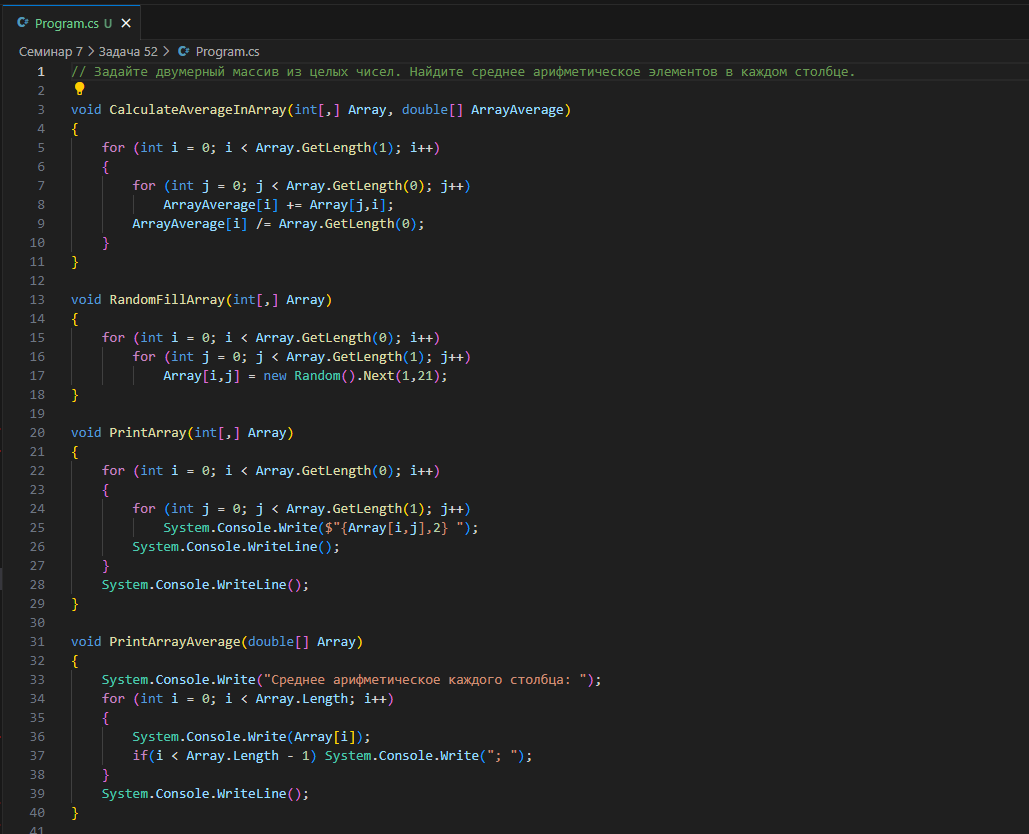 C# Program.cs U ×
Семинар 7 > Задача 52 > C# Program.cs
1 // Задайте двумерный массив из целых чисел. Найдите среднее арифметическое элементов в каждом столбце.
2
3 void CalculateAverageInArray(int[,] Array, double[] ArrayAverage)
4 {
5     for (int i = 0; i < Array.GetLength(1); i++)
6     {
7         for (int j = 0; j < Array.GetLength(0); j++)
8             ArrayAverage[i] += Array[j,i];
9         ArrayAverage[i] /= Array.GetLength(0);
10     }
11 }
12
13 void RandomFillArray(int[,] Array)
14 {
15     for (int i = 0; i < Array.GetLength(0); i++)
16         for (int j = 0; j < Array.GetLength(1); j++)
17             Array[i,j] = new Random().Next(1,21);
18 }
19
20 void PrintArray(int[,] Array)
21 {
22     for (int i = 0; i < Array.GetLength(0); i++)
23     {
24         for (int j = 0; j < Array.GetLength(1); j++)
25             System.Console.Write($"{Array[i,j],2} ");
26         System.Console.WriteLine();
27     }
28     System.Console.WriteLine();
29 }
30
31 void PrintArrayAverage(double[] Array)
32 {
33     System.Console.Write("Среднее арифметическое каждого столбца: ");
34     for (int i = 0; i < Array.Length; i++)
35     {
36         System.Console.Write(Array[i]);
37         if(i < Array.Length - 1) System.Console.Write("; ");
38     }
39     System.Console.WriteLine();
40 }
41